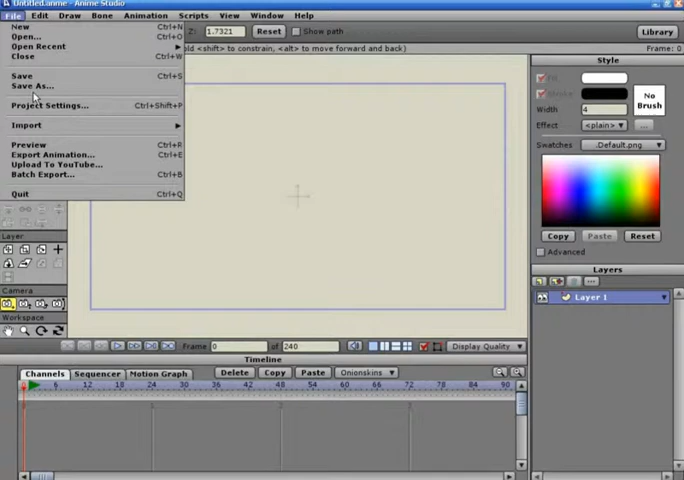 Untitled.anme - Anime Studio
File Edit Draw Bone Animation Scripts View Window Help
New Ctrl+N
Open... Ctrl+O
Open Recent
Close Ctrl+W
Save Ctrl+S
Save As...
Project Settings... Ctrl+Shift+P
Import
Preview Ctrl+R
Export Animation... Ctrl+E
Upload To YouTube...
Batch Export... Ctrl+B
Quit Ctrl+Q
Z: 1.7321 Reset Show path Library
old <shift> to constrain, <alt> to move forward and back) Frame: 0
Style
Fill
Stroke
No
Brush
Width 4
Effect <plain> ...
Swatches .Default.png
Copy Paste Reset
Advanced
Layers
Layer 1
Layer
Camera
Workspace
Frame 0 of 240 Display Quality
Timeline
Channels Sequencer Motion Graph Delete Copy Paste Onionskins
0 6 12 18 24 30 36 42 48 54 60 66 72 78 84 90